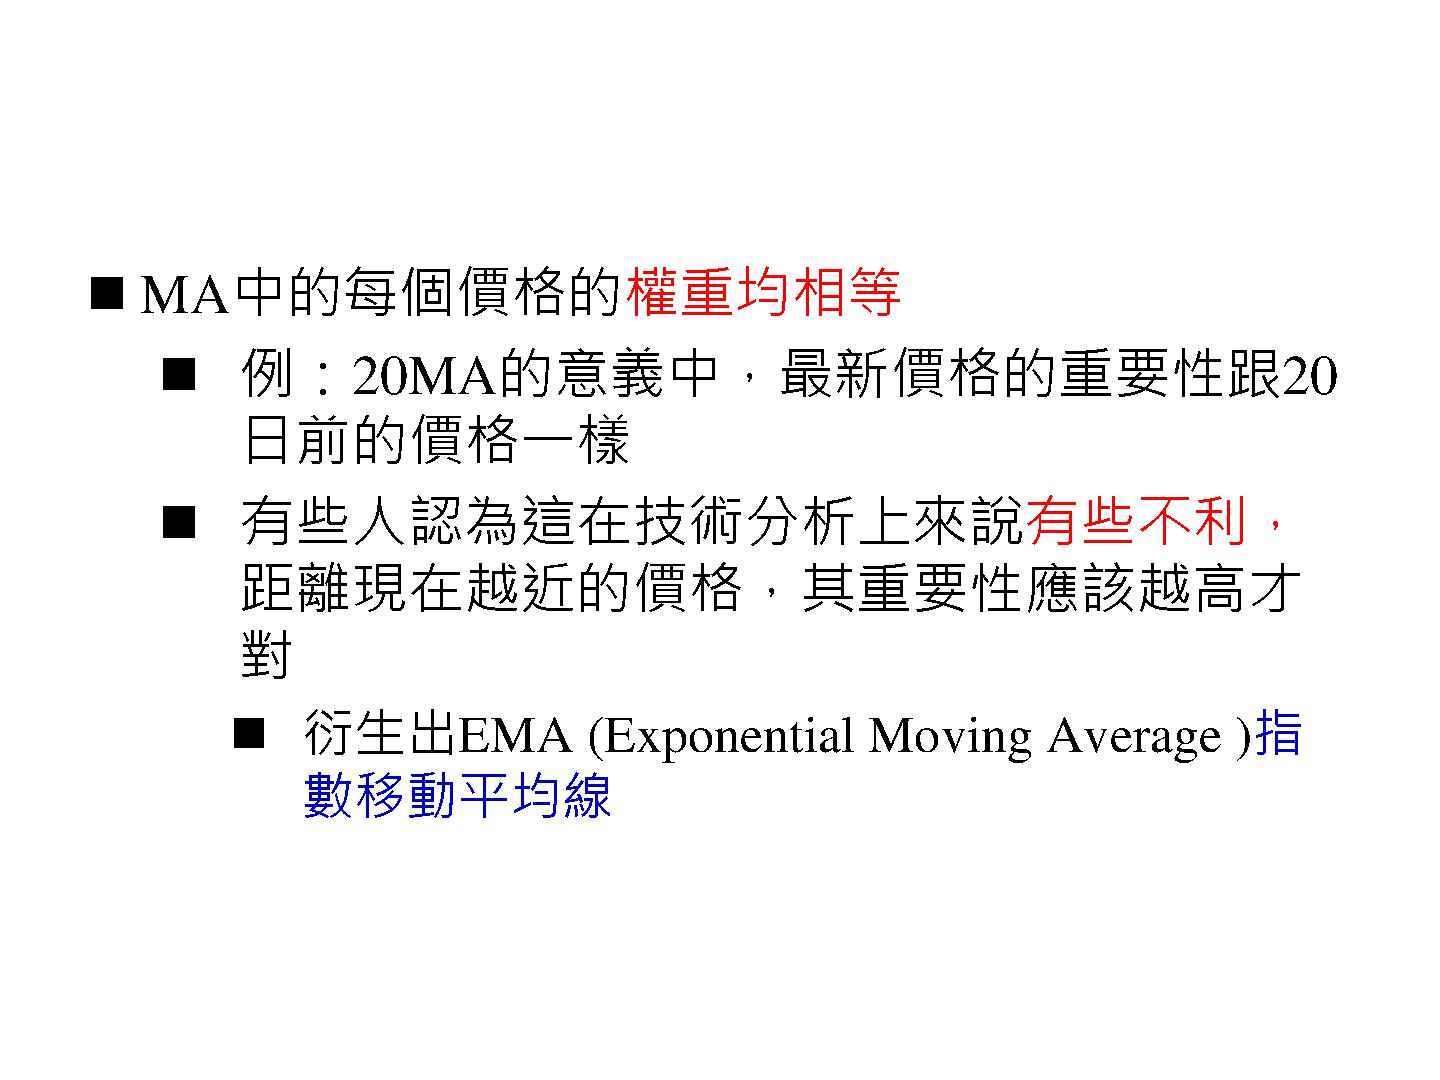 ■ MA中的每個價格的權重均相等
■ 例：20MA的意義中，最新價格的重要性跟20
日前的價格一樣
■ 有些人認為這在技術分析上來說有些不利，
距離現在越近的價格，其重要性應該越高才
對
■ 衍生出EMA (Exponential Moving Average )指
數移動平均線